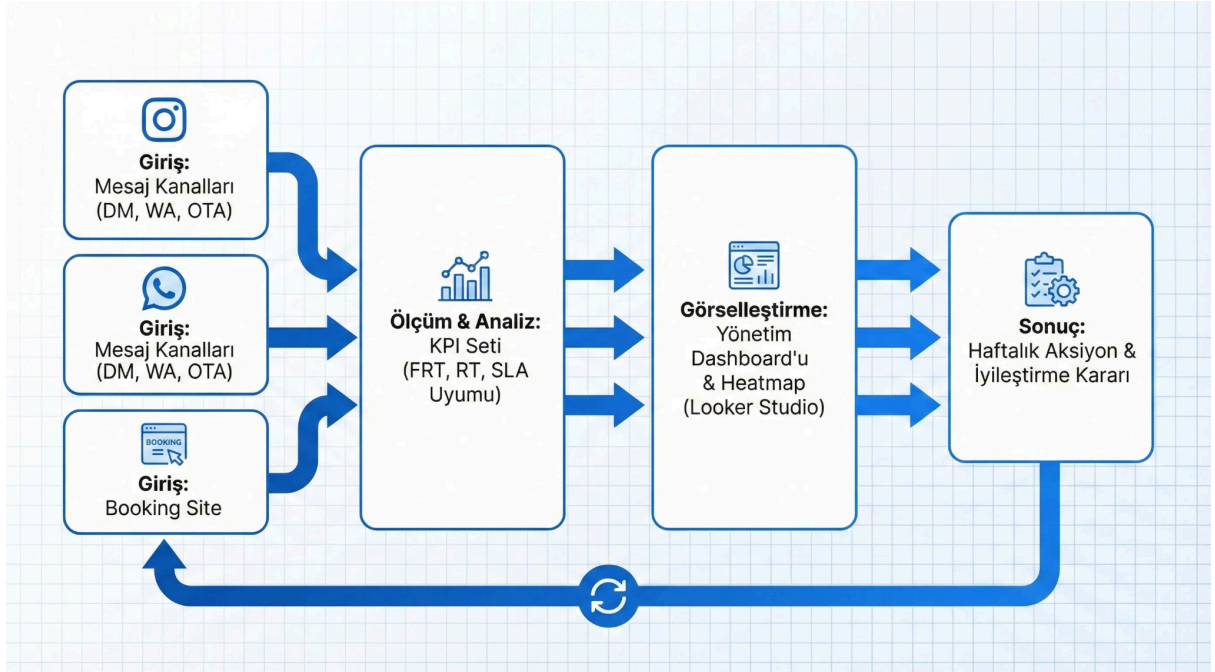 Giriş:
Mesaj Kanalları
(DM, WA, OTA)
Giriş:
Mesaj Kanalları
(DM, WA, OTA)
BOOKING
Giriş:
Booking Site
Ölçüm & Analiz:
KPI Seti
(FRT, RT, SLA
Uyumu)
Görselleştirme:
Yönetim
Dashboard'u
& Heatmap
(Looker Studio)
Sonuç:
Haftalık Aksiyon &
İyileştirme Kararı